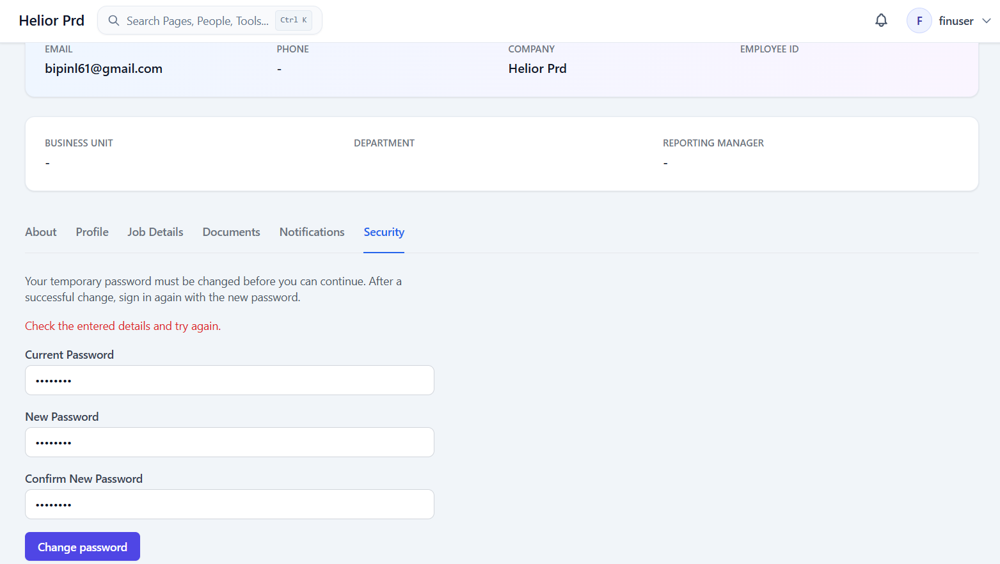 Helior Prd
Search Pages, People, Tools...
Ctrl K
F
finuser
EMAIL
PHONE
COMPANY
EMPLOYEE ID
bipinl61@gmail.com
-
Helior Prd
BUSINESS UNIT
DEPARTMENT
REPORTING MANAGER
-
-
About
Profile
Job Details
Documents
Notifications
Security
Your temporary password must be changed before you can continue. After a
successful change, sign in again with the new password.
Check the entered details and try again.
Current Password
••••••••
New Password
••••••••
Confirm New Password
••••••••
Change password